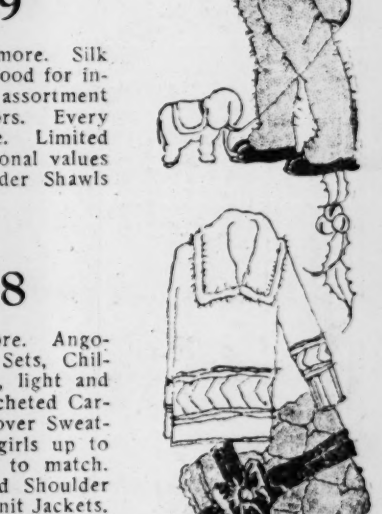 9
more. Silk
ood for in-
assortment
ors. Every
e. Limited
onal values
der Shawls
8
ore. Ango-
Sets, Chil-
, light and
cheted Car-
over Sweat-
girls up to
to match.
d Shoulder
nit Jackets.